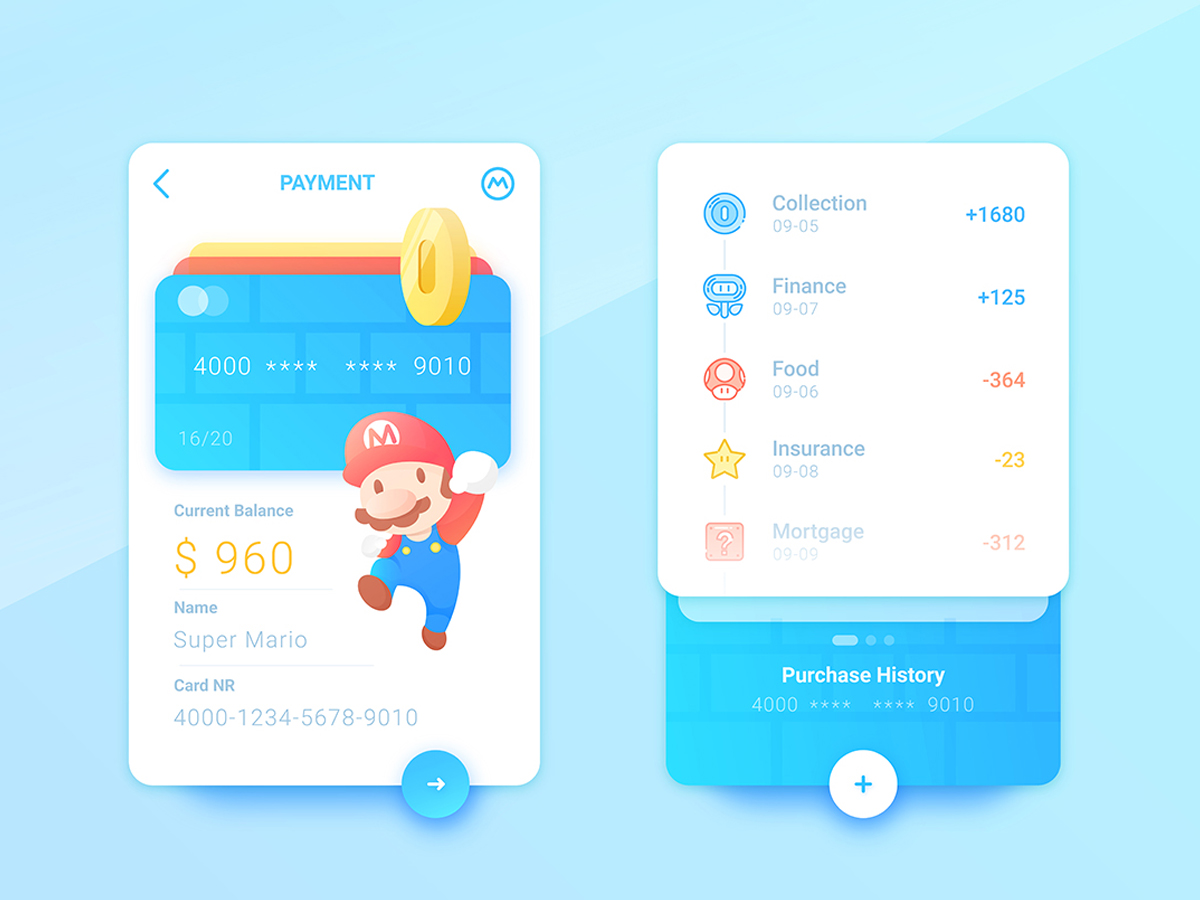 PAYMENT
M
4000 **** **** 9010
16/20
M
Current Balance
$ 960
Name
Super Mario
Card NR
4000-1234-5678-9010
Collection
09-05
+1680
Finance
09-07
+125
Food
09-06
-364
Insurance
09-08
-23
?
Mortgage
09-09
-312
Purchase History
4000 **** **** 9010